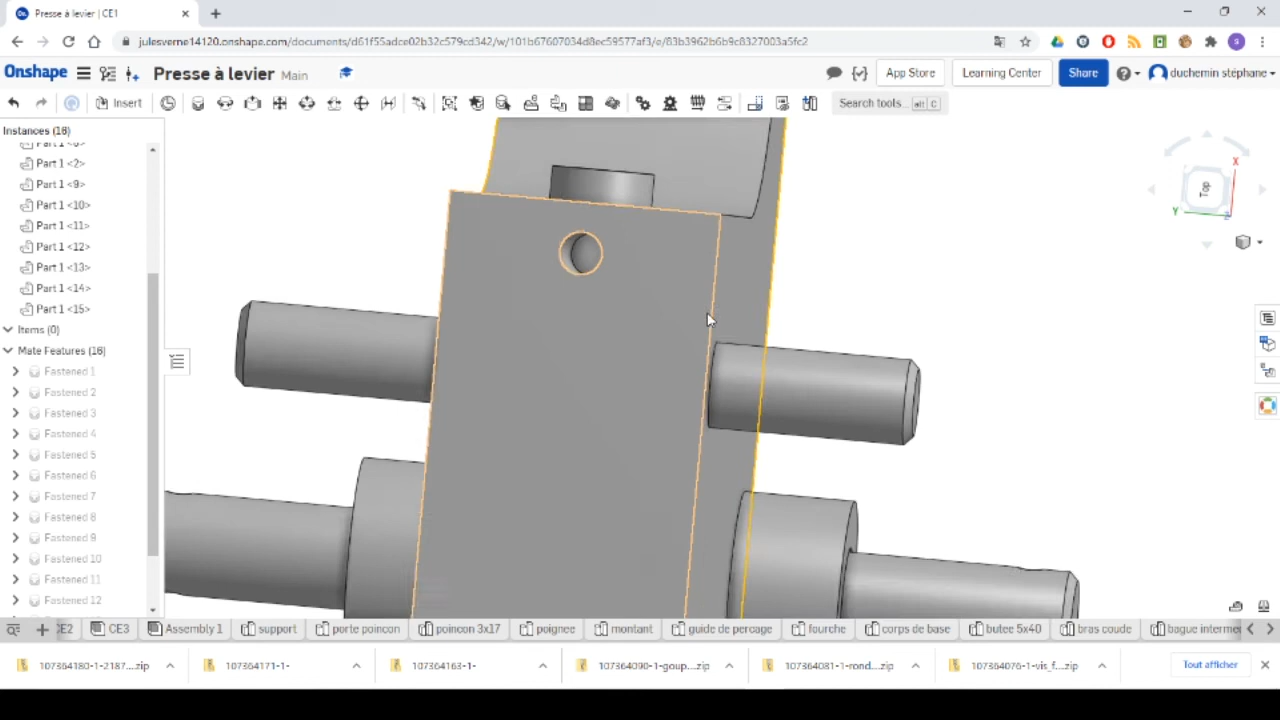 Presse à levier | CE1
julesverne14120.onshape.com/documents/d61f55adce02b32c579cd342/w/101b67607034d8ec59577af3/e/83b3962b6b9c8327003a5fc2
Onshape
Presse à levier Main
App Store
Learning Center
Share
duchemin stéphane
Insert
Search tools... alt C
Instances (16)
Part 1 <2>
Part 1 <9>
Part 1 <10>
Part 1 <11>
Part 1 <12>
Part 1 <13>
Part 1 <14>
Part 1 <15>
Items (0)
Mate Features (16)
Fastened 1
Fastened 2
Fastened 3
Fastened 4
Fastened 5
Fastened 6
Fastened 7
Fastened 8
Fastened 9
Fastened 10
Fastened 11
Fastened 12
X
Y
CE3
Assembly 1
support
porte poincon
poincon 3x17
poignee
montant
guide de percage
fourche
corps de base
butee 5x40
bras coude
bague interme
107364180-1-2187...zip
107364171-1-
107364163-1-
107364090-1-goup...zip
107364081-1-rond...zip
107364076-1-vis_f...zip
Tout afficher